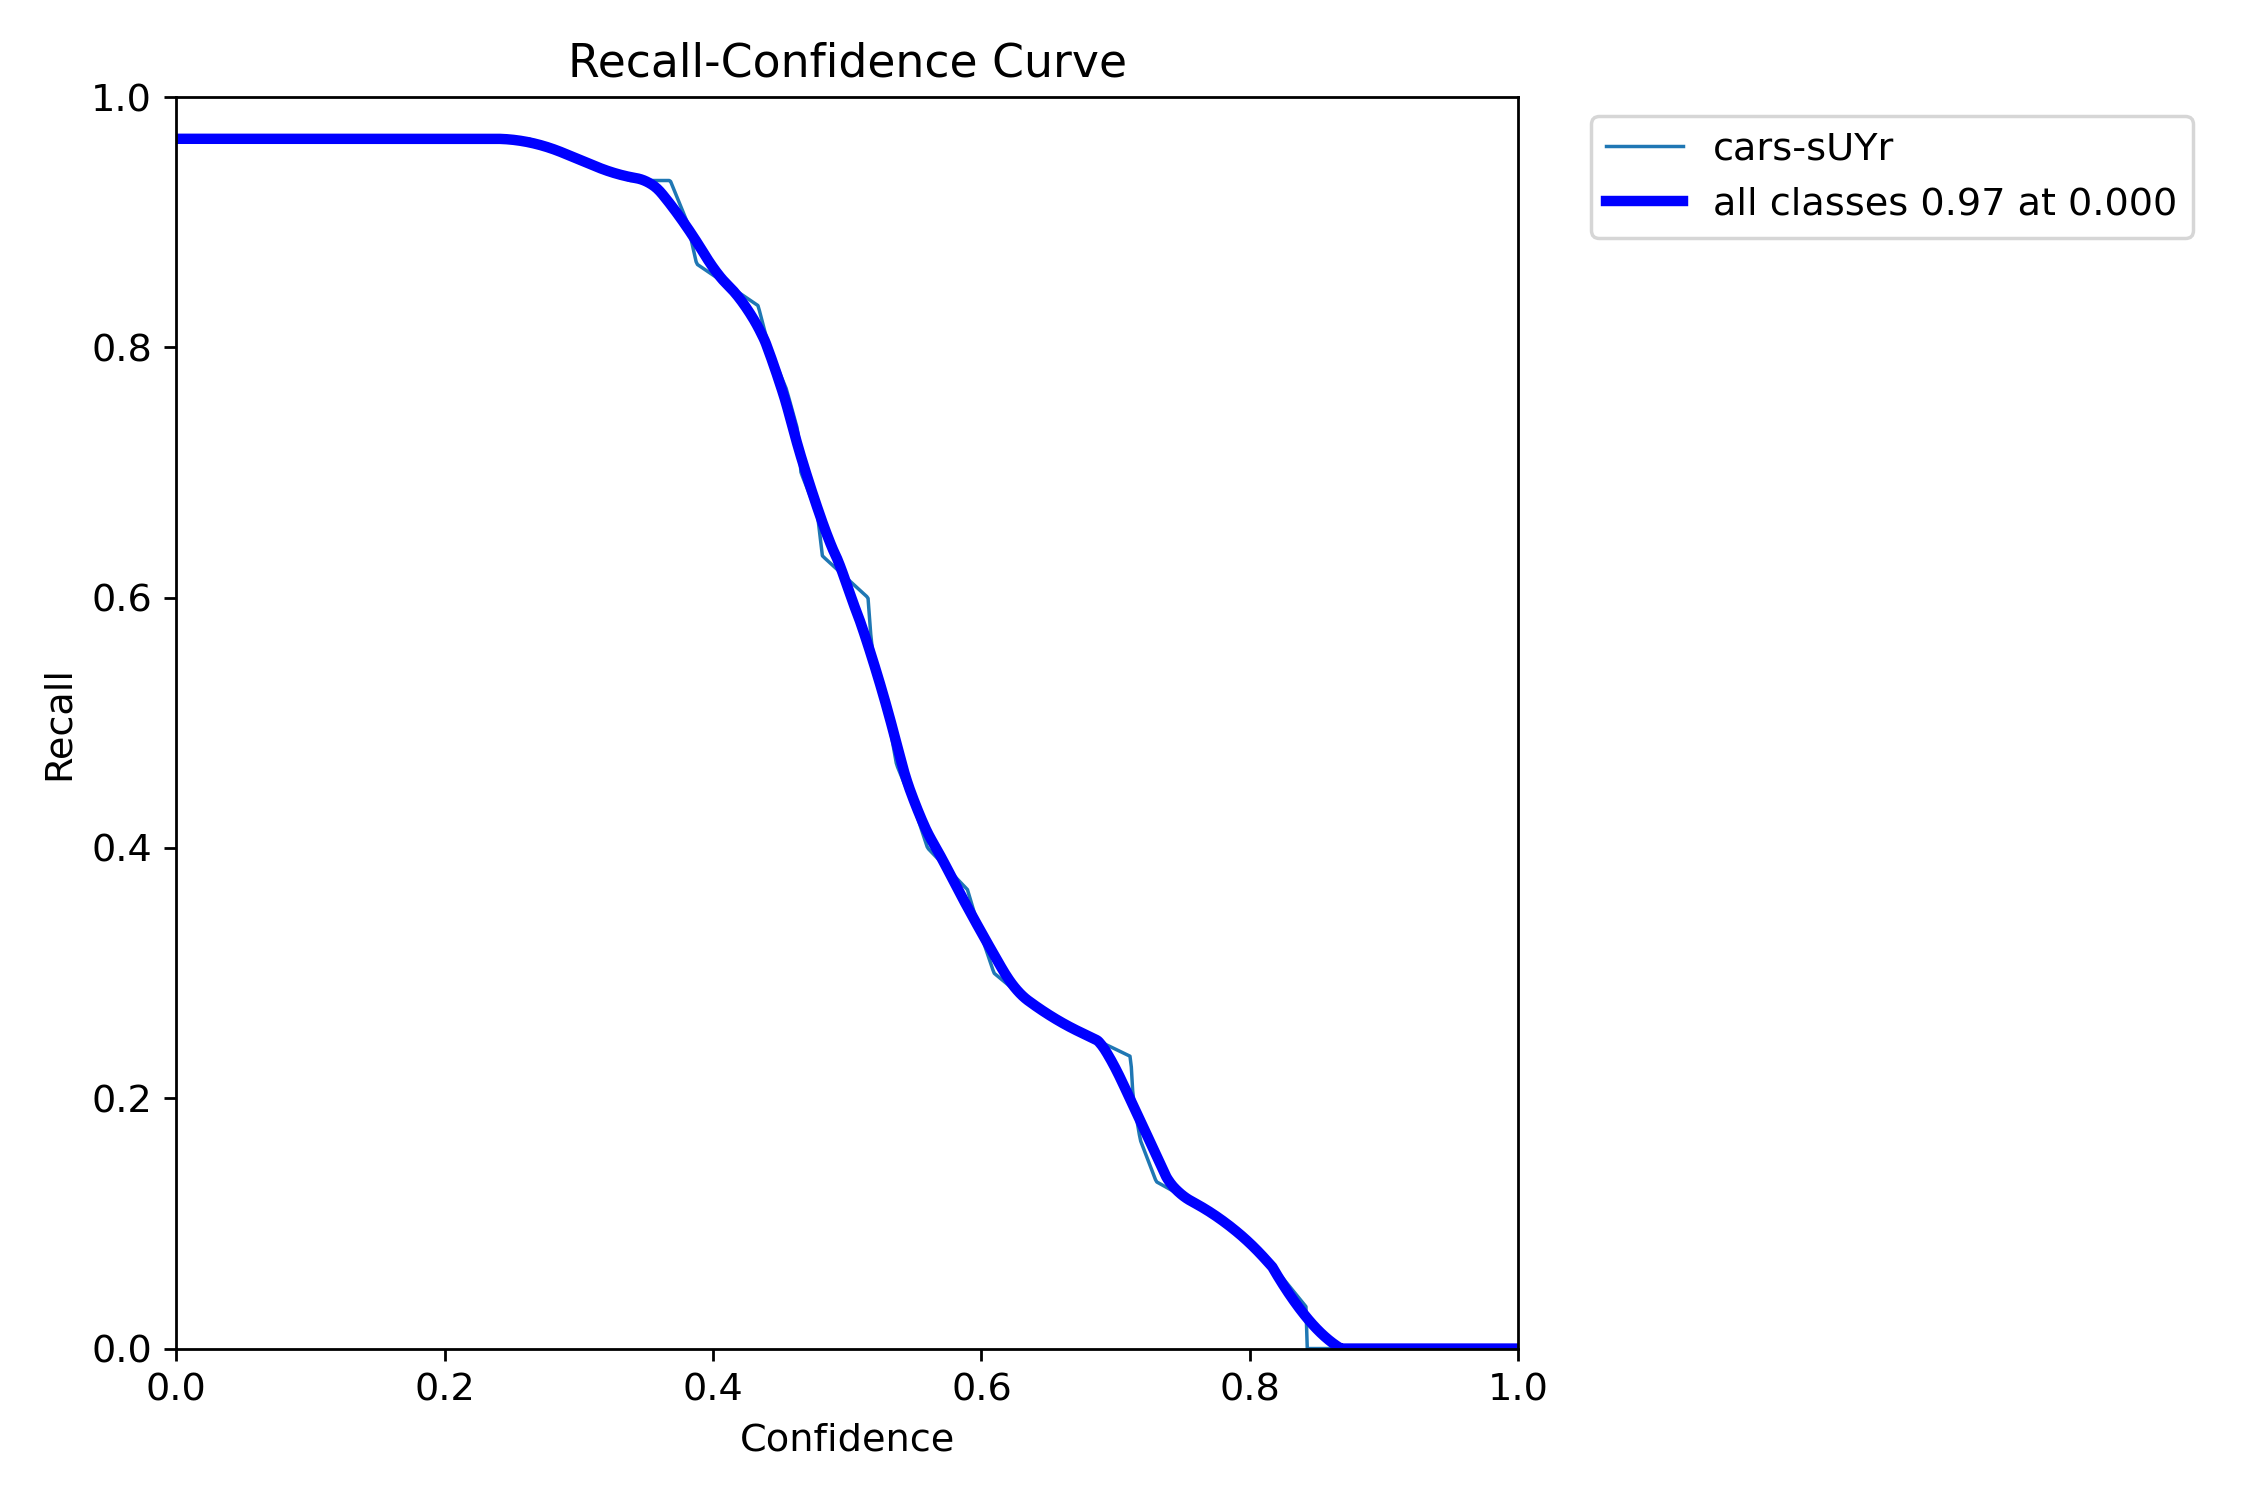 Recall-Confidence Curve
1.0
0.8
0.6
0.4
0.2
0.0
Recall
0.0 0.2 0.4 0.6 0.8 1.0
Confidence
cars-sUYr
all classes 0.97 at 0.000